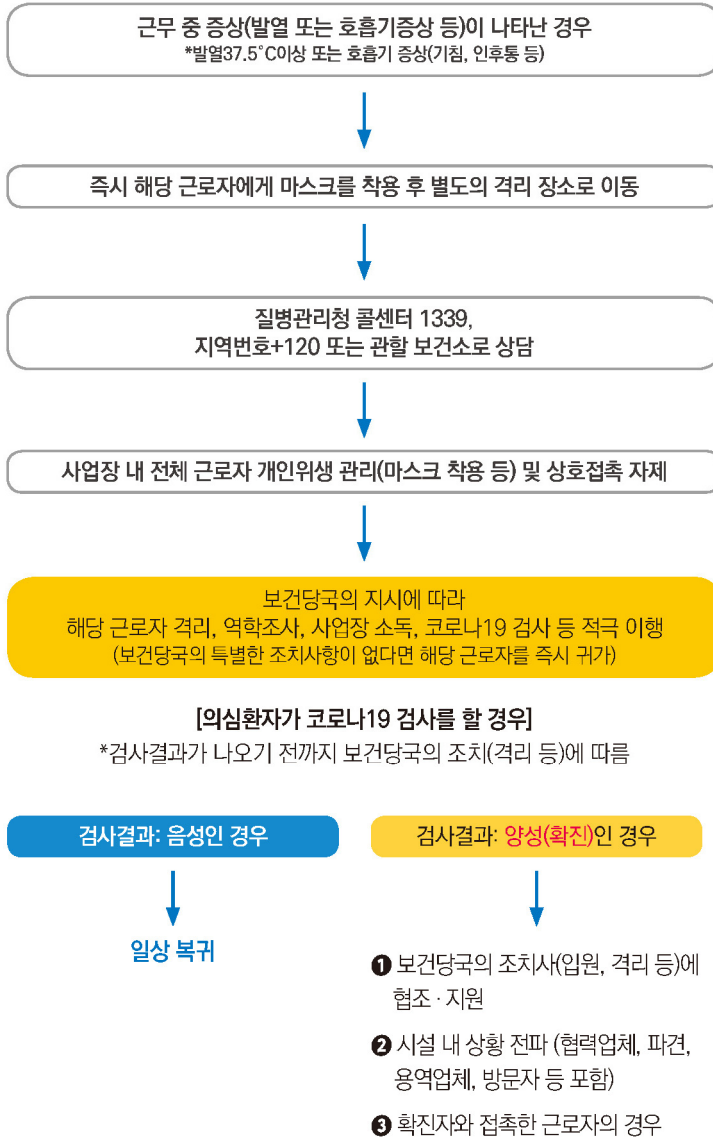 근무 중 증상(발열 또는 호흡기증상 등)이 나타난 경우
*발열37.5°C이상 또는 호흡기 증상(기침, 인후통 등)
즉시 해당 근로자에게 마스크를 착용 후 별도의 격리 장소로 이동
질병관리청 콜센터 1339,
지역번호+120 또는 관할 보건소로 상담
사업장 내 전체 근로자 개인위생 관리(마스크 착용 등) 및 상호접촉 자제
보건당국의 지시에 따라
해당 근로자 격리, 역학조사, 사업장 소독, 코로나19 검사 등 적극 이행
(보건당국의 특별한 조치사항이 없다면 해당 근로자를 즉시 귀가)
[의심환자가 코로나19 검사를 할 경우]
*검사결과가 나오기 전까지 보건당국의 조치(격리 등)에 따름
검사결과: 음성인 경우
일상 복귀
검사결과: 양성(확진)인 경우
❶ 보건당국의 조치사(입원, 격리 등)에
협조 · 지원
❷ 시설 내 상황 전파 (협력업체, 파견,
용역업체, 방문자 등 포함)
❸ 확진자와 접촉한 근로자의 경우